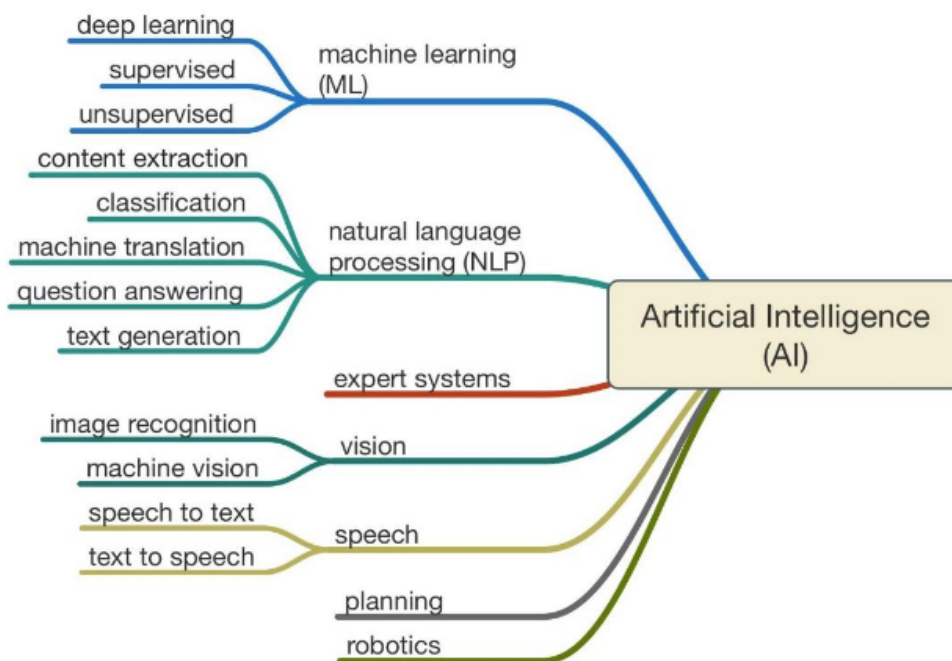 deep learning
supervised
unsupervised
machine learning
(ML)
content extraction
classification
machine translation
question answering
text generation
natural language
processing (NLP)
Artificial Intelligence
(AI)
expert systems
image recognition
machine vision
vision
speech to text
text to speech
speech
planning
robotics